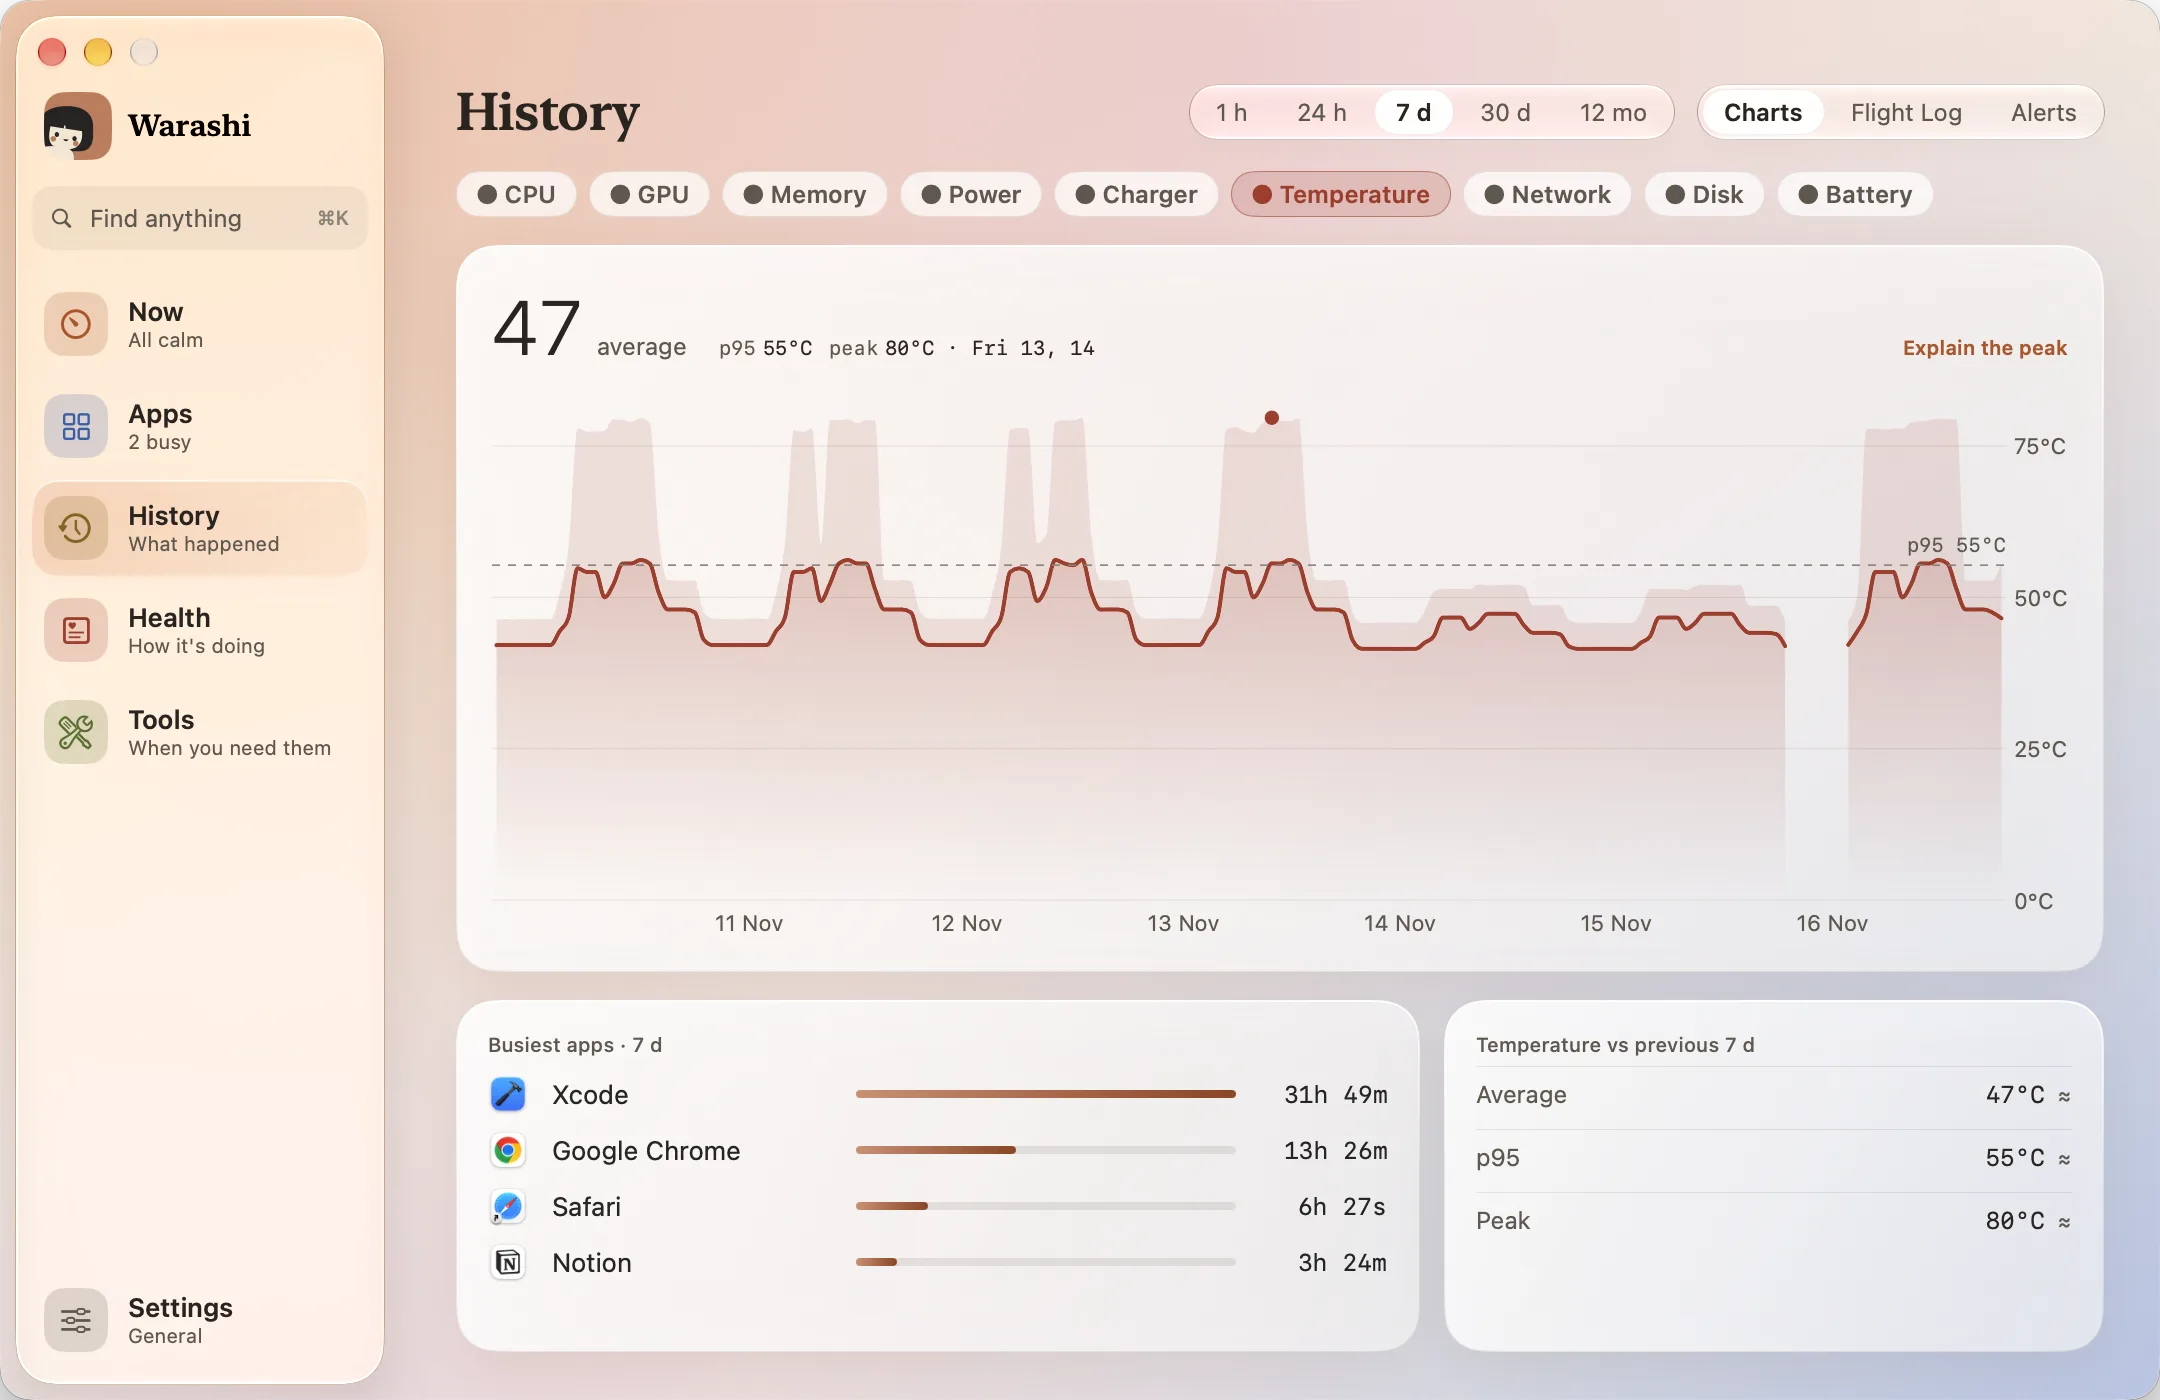 Warashi
Find anything ⌘K
Now
All calm
Apps
2 busy
History
What happened
Health
How it's doing
Tools
When you need them
Settings
General
History
1 h 24 h 7 d 30 d 12 mo
Charts Flight Log Alerts
CPU GPU Memory Power Charger Temperature Network Disk Battery
47 average p95 55°C peak 80°C · Fri 13, 14
Explain the peak
75°C
p95 55°C
50°C
25°C
0°C
11 Nov 12 Nov 13 Nov 14 Nov 15 Nov 16 Nov
Busiest apps · 7 d
Xcode 31h 49m
Google Chrome 13h 26m
Safari 6h 27s
Notion 3h 24m
Temperature vs previous 7 d
Average 47°C ≈
p95 55°C ≈
Peak 80°C ≈